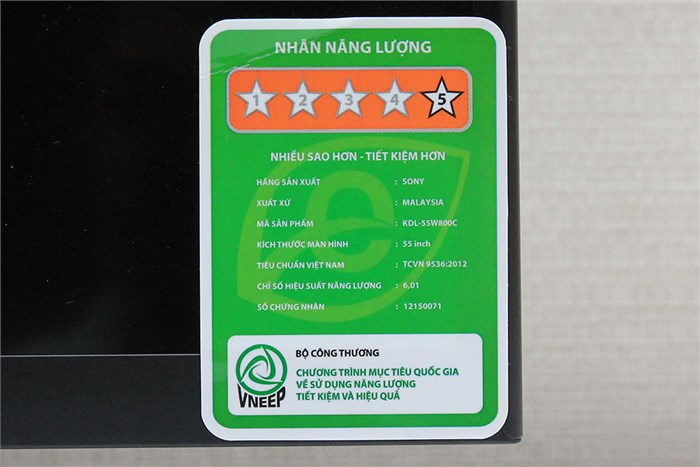 NHÃN NĂNG LƯỢNG
1 2 3 4 5
NHIỀU SAO HƠN - TIẾT KIỆM HƠN
HÃNG SẢN XUẤT : SONY
XUẤT XỨ : MALAYSIA
MÃ SẢN PHẨM : KDL-55W800C
KÍCH THƯỚC MÀN HÌNH : 55 inch
TIÊU CHUẨN VIỆT NAM : TCVN 9536:2012
CHỈ SỐ HIỆU SUẤT NĂNG LƯỢNG : 6,01
SỐ CHỨNG NHẬN : 12150071
BỘ CÔNG THƯƠNG
CHƯƠNG TRÌNH MỤC TIÊU QUỐC GIA
VỀ SỬ DỤNG NĂNG LƯỢNG
TIẾT KIỆM VÀ HIỆU QUẢ
VNEEP